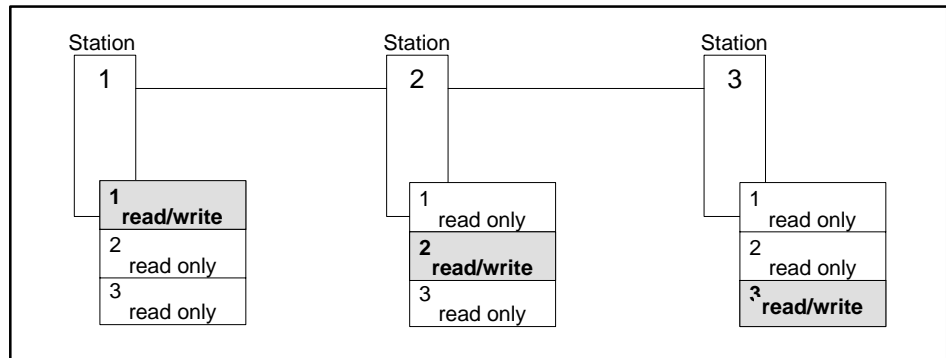 Station
1
1
read/write
2
read only
3
read only
Station
2
1
read only
2
read/write
3
read only
Station
3
1
read only
2
read only
3
read/write